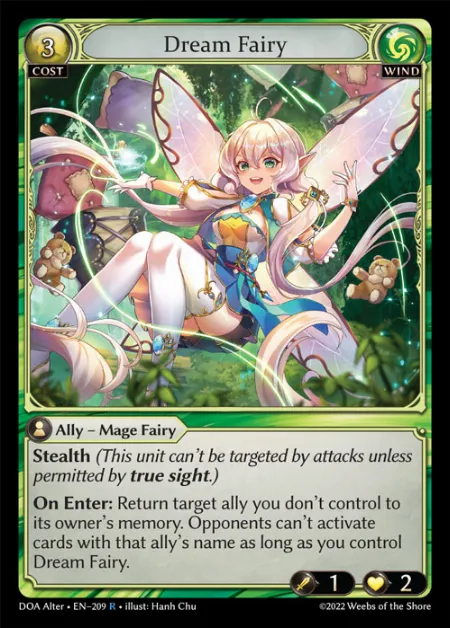 3
COST
Dream Fairy
WIND
Ally – Mage Fairy
Stealth (This unit can't be targeted by attacks unless
permitted by true sight.)
On Enter: Return target ally you don't control to
its owner's memory. Opponents can't activate
cards with that ally's name as long as you control
Dream Fairy.
1
2
DOA Alter • EN–209 R • illust: Hanh Chu
©2022 Weebs of the Shore